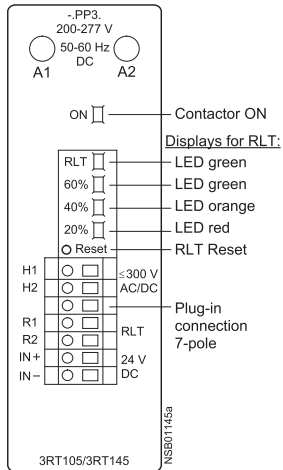 -.PP3.
200-277 V
50-60 Hz
DC
A1
A2
ON
Contactor ON
Displays for RLT:
RLT
LED green
60%
LED green
40%
LED orange
20%
LED red
Reset
RLT Reset
H1
≤300 V
H2
AC/DC
Plug-in
connection
7-pole
R1
RLT
R2
IN+
24 V
IN−
DC
NSB01145a
3RT105/3RT145